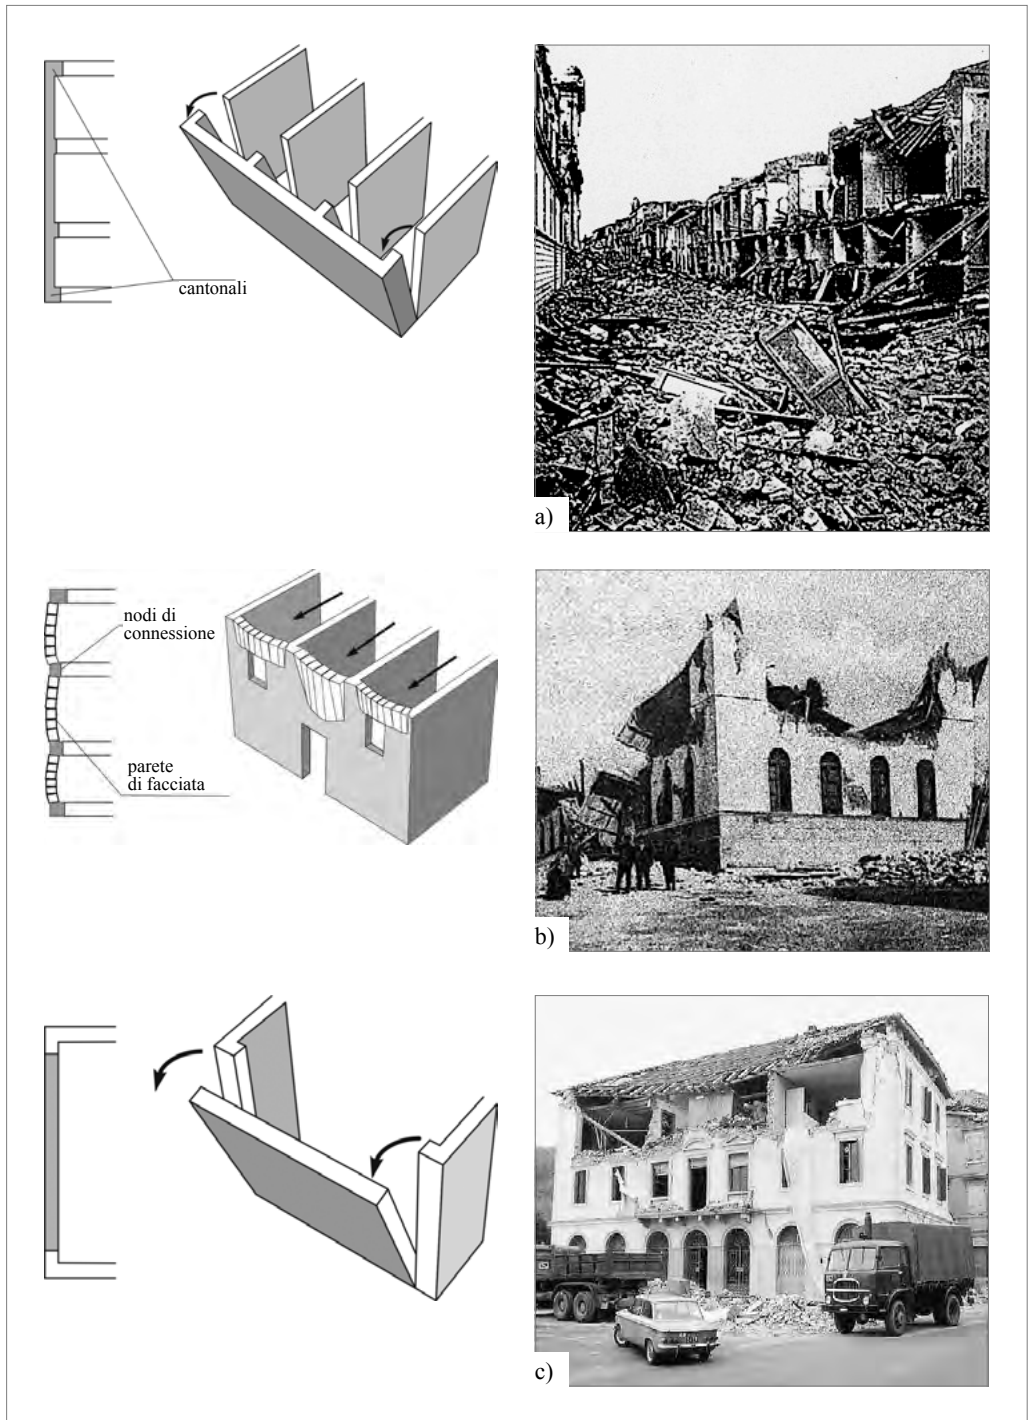 cantonali
a)
nodi di
connessione
parete
di facciata
b)
c)